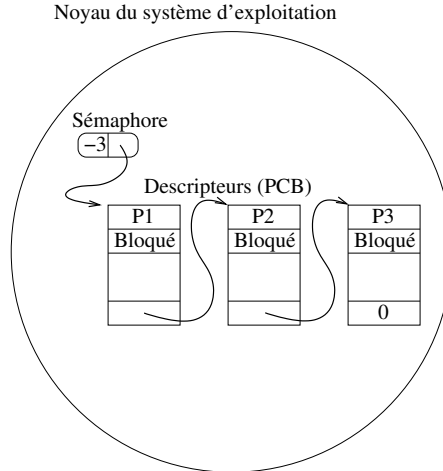 Noyau du système d'exploitation
Sémaphore
−3
Descripteurs (PCB)
P1 P2 P3
Bloqué Bloqué Bloqué
0